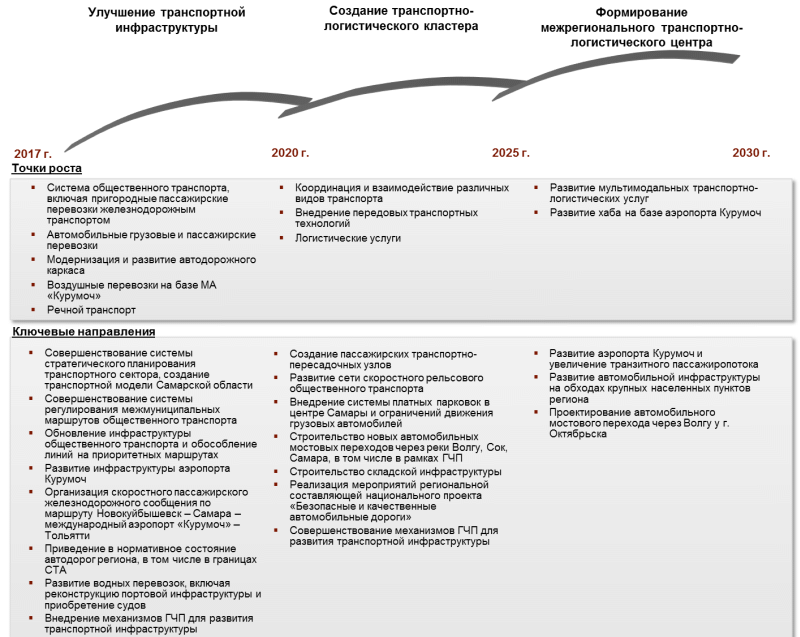 Улучшение транспортной
инфраструктуры
Создание транспортно-
логистического кластера
Формирование
межрегионального транспортно-
логистического центра
2017 г.
2020 г.
2025 г.
2030 г.
Точки роста
Система общественного транспорта,
включая пригородные пассажирские
перевозки железнодорожным
транспортом
Автомобильные грузовые и пассажирские
перевозки
Модернизация и развитие автодорожного
каркаса
Воздушные перевозки на базе МА
«Курумоч»
Речной транспорт
Координация и взаимодействие различных
видов транспорта
Внедрение передовых транспортных
технологий
Логистические услуги
Развитие мультимодальных транспортно-
логистических услуг
Развитие хаба на базе аэропорта Курумоч
Ключевые направления
Совершенствование системы
стратегического планирования
транспортного сектора, создание
транспортной модели Самарской области
Совершенствование системы
регулирования межмуниципальных
маршрутов общественного транспорта
Обновление инфраструктуры
общественного транспорта и обособление
линий на приоритетных маршрутах
Развитие инфраструктуры аэропорта
Курумоч
Организация скоростного пассажирского
железнодорожного сообщения по
маршруту Новокуйбышевск – Самара –
международный аэропорт «Курумоч» –
Тольятти
Приведение в нормативное состояние
автодорог региона, в том числе в границах
СТА
Развитие водных перевозок, включая
реконструкцию портовой инфраструктуры и
приобретение судов
Внедрение механизмов ГЧП для развития
транспортной инфраструктуры
Создание пассажирских транспортно-
пересадочных узлов
Развитие сети скоростного рельсового
общественного транспорта
Внедрение системы платных парковок в
центре Самары и ограничений движения
грузовых автомобилей
Строительство новых автомобильных
мостовых переходов через реки Волгу, Сок,
Самара, в том числе в рамках ГЧП
Строительство складской инфраструктуры
Реализация мероприятий региональной
составляющей национального проекта
«Безопасные и качественные
автомобильные дороги»
Совершенствование механизмов ГЧП для
развития транспортной инфраструктуры
Развитие аэропорта Курумоч и
увеличение транзитного пассажиропотока
Развитие автомобильной инфраструктуры
на обходах крупных населенных пунктов
региона
Проектирование автомобильного
мостового перехода через Волгу у г.
Октябрьска